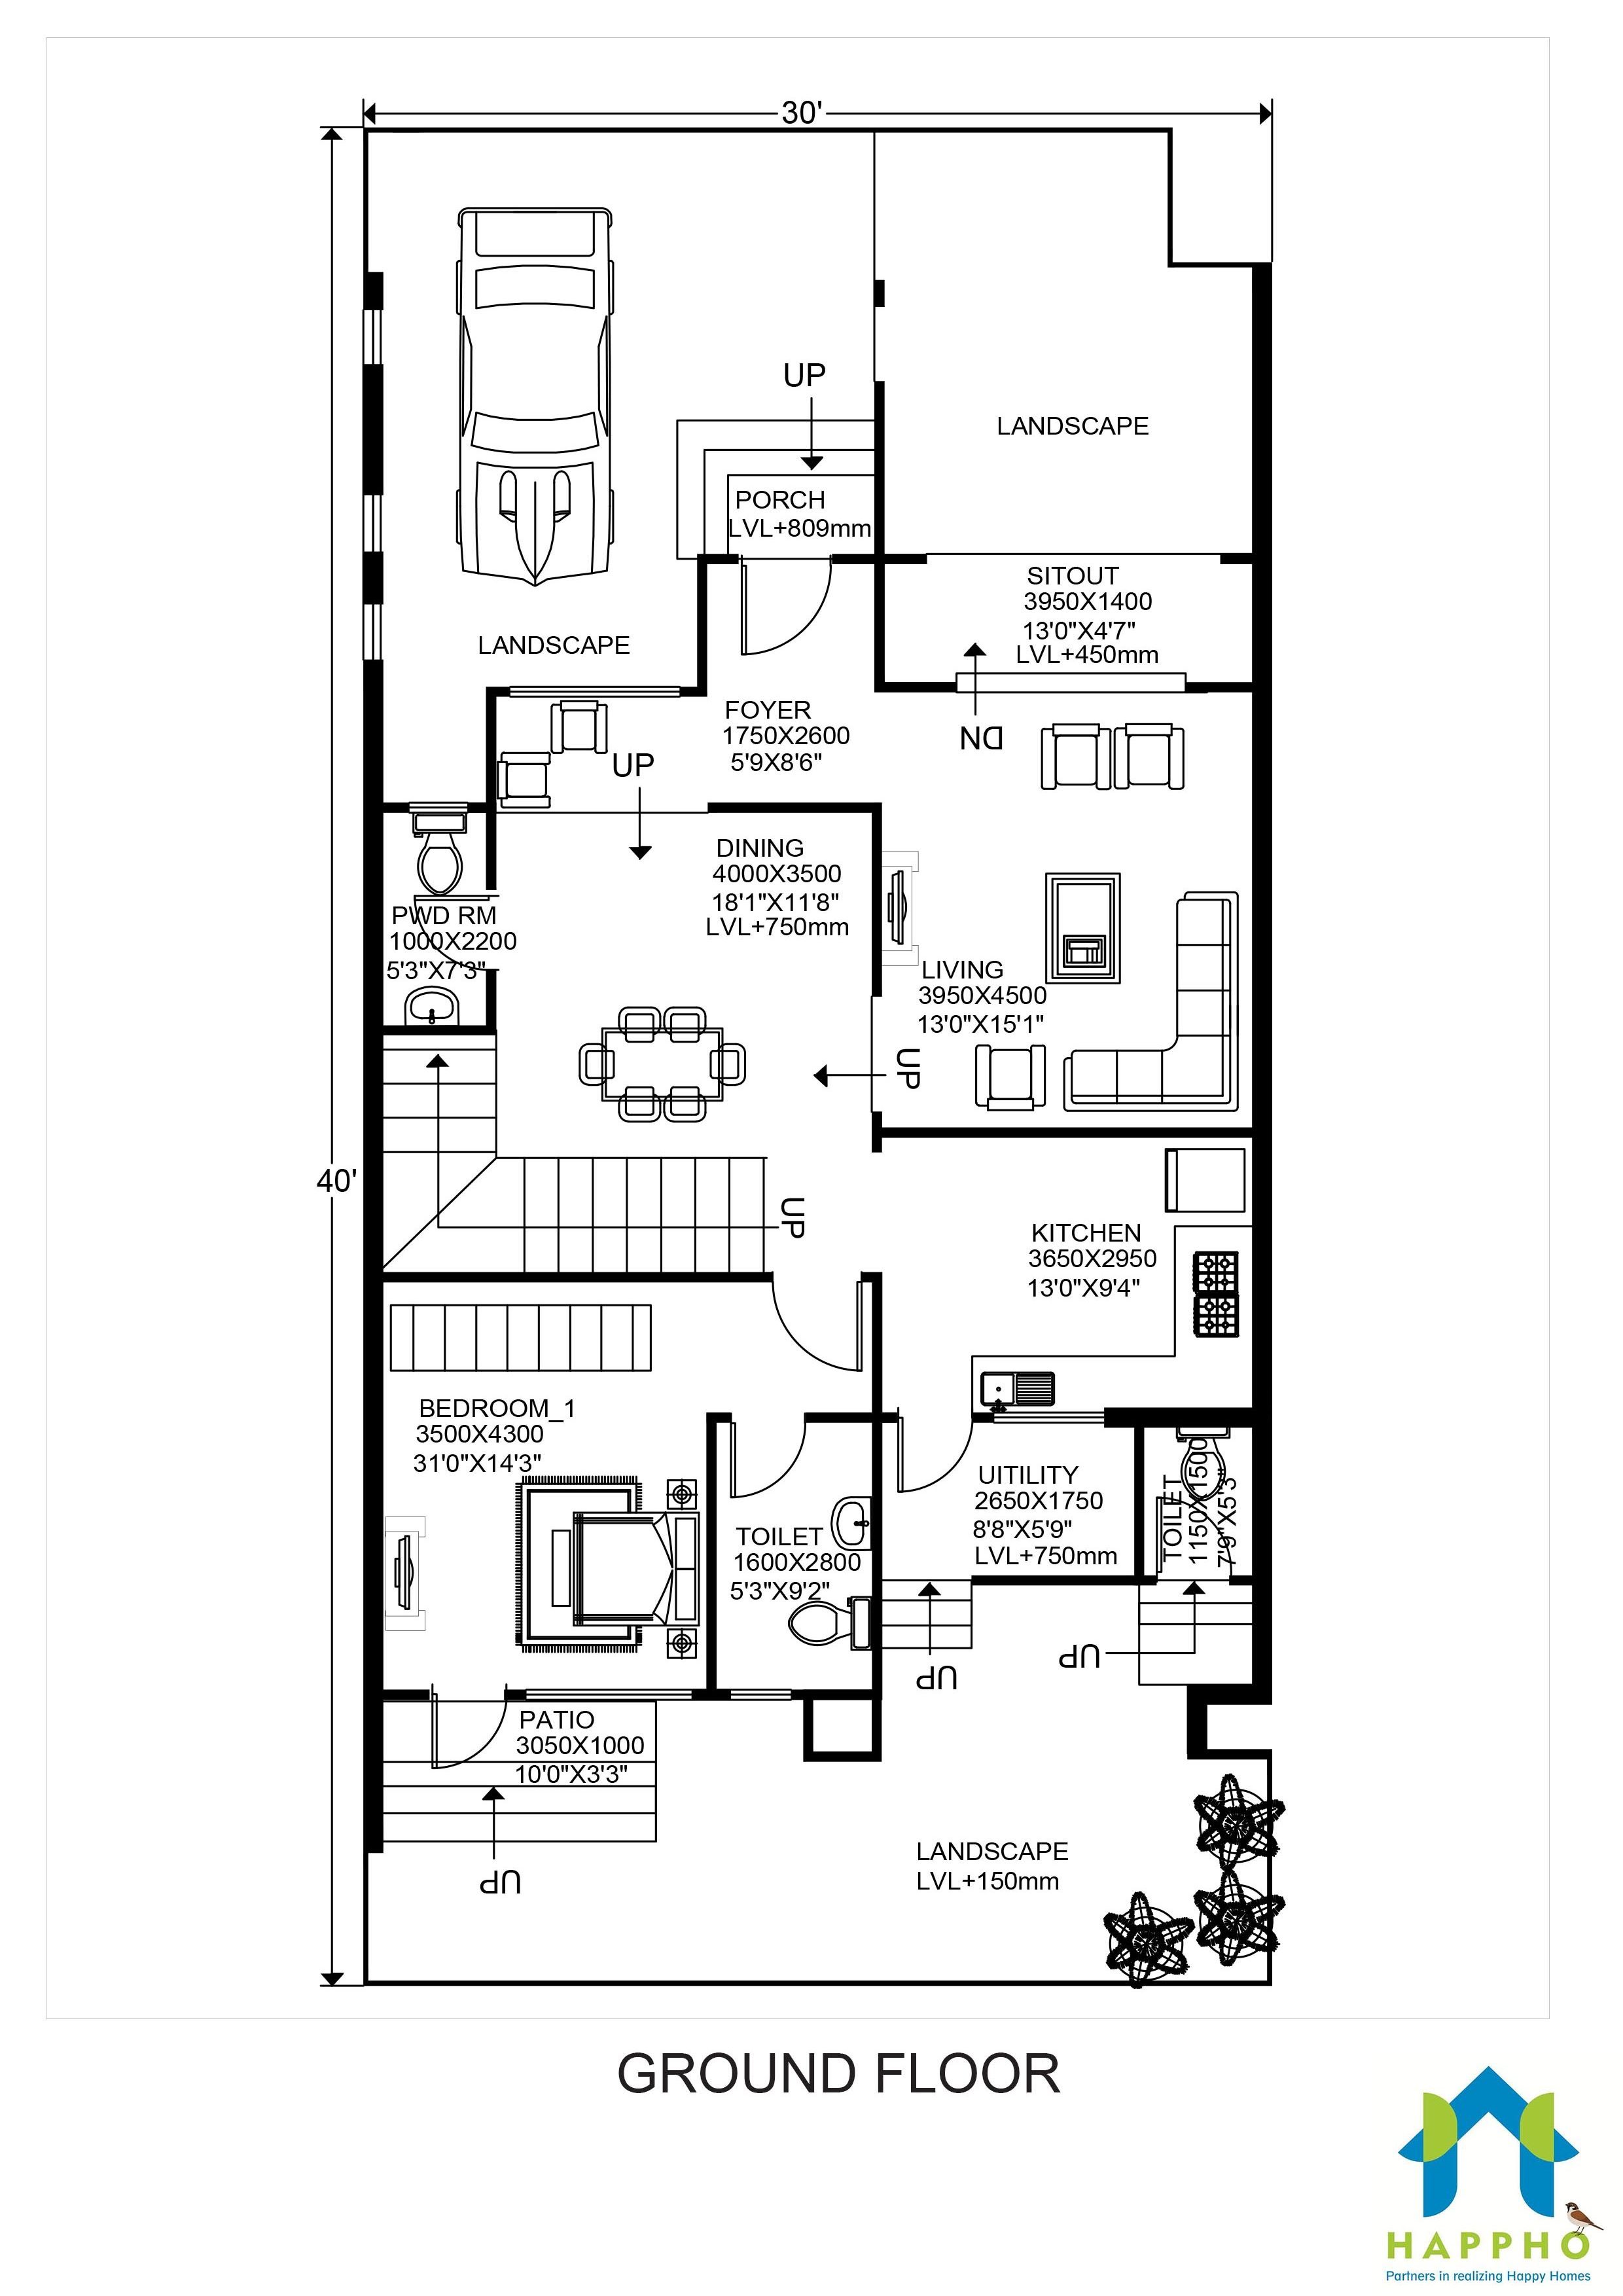 30'
UP
LANDSCAPE
PORCH
LVL+809mm
SITOUT
3950X1400
13'0"X4'7"
LVL+450mm
LANDSCAPE
FOYER
1750X2600
5'9X8'6"
DN
UP
DINING
4000X3500
18'1"X11'8"
LVL+750mm
PWD RM
1000X2200
5'3"X7'3"
LIVING
3950X4500
13'0"X15'1"
UP
40'
UP
KITCHEN
3650X2950
13'0"X9'4"
BEDROOM_1
3500X4300
31'0"X14'3"
UITILITY
2650X1750
8'8"X5'9"
LVL+750mm
TOILET
1150X1500
7'9"X5'3"
TOILET
1600X2800
5'3"X9'2"
UP
UP
PATIO
3050X1000
10'0"X3'3"
UP
LANDSCAPE
LVL+150mm
GROUND FLOOR
HAPPHO
Partners in realizing Happy Homes